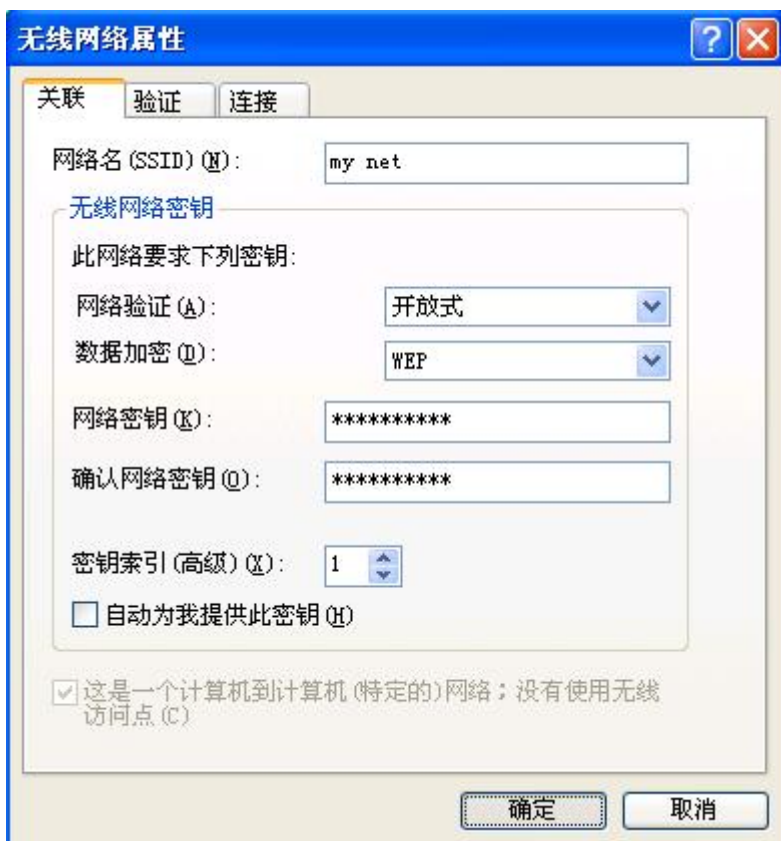 无线网络属性
关联 验证 连接
网络名(SSID)(N): my net
无线网络密钥
此网络要求下列密钥:
网络验证(A): 开放式
数据加密(D): WEP
网络密钥(K): **********
确认网络密钥(O): **********
密钥索引(高级)(X): 1
自动为我提供此密钥(H)
这是一个计算机到计算机(特定的)网络；没有使用无线
访问点(C)
确定 取消